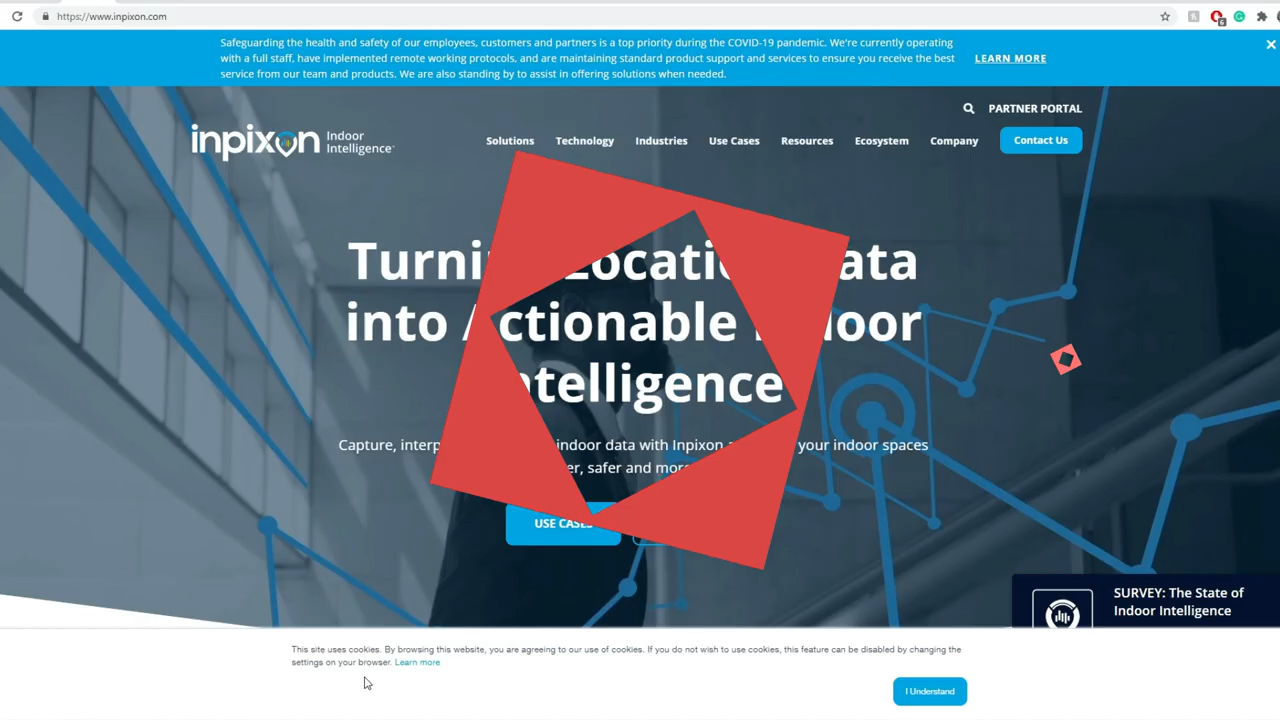 https://www.inpixon.com
6
Safeguarding the health and safety of our employees, customers and partners is a top priority during the COVID-19 pandemic. We're currently operating
with a full staff, have implemented remote working protocols, and are maintaining standard product support and services to ensure you receive the best
service from our team and products. We are also standing by to assist in offering solutions when needed.
LEARN MORE
PARTNER PORTAL
inpixon Indoor
Intelligence
Solutions Technology Industries Use Cases Resources Ecosystem Company Contact Us
Turni Locatio ata
into Actionable door
ntelligence
Capture, interp indoor data with Inpixon your indoor spaces
er, safer and more
USE CASES
SURVEY: The State of
Indoor Intelligence
This site uses cookies. By browsing this website, you are agreeing to our use of cookies. If you do not wish to use cookies, this feature can be disabled by changing the
settings on your browser. Learn more
I Understand